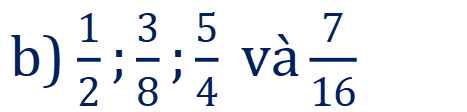 b) 1/2 ; 3/8 ; 5/4 và 7/16